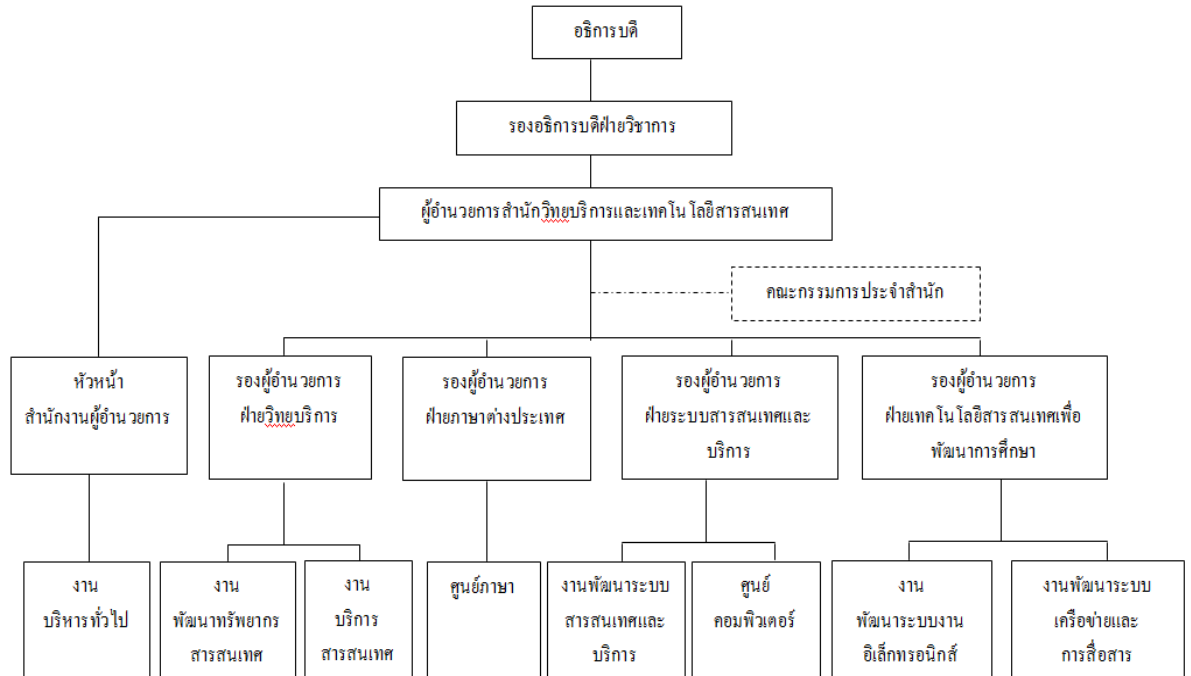 อธิการบดี
รองอธิการบดีฝ่ายวิชาการ
ผู้อำนวยการสำนักวิทยบริการและเทคโนโลยีสารสนเทศ
คณะกรรมการประจำสำนัก
หัวหน้า
สำนักงานผู้อำนวยการ
รองผู้อำนวยการ
ฝ่ายวิทยบริการ
รองผู้อำนวยการ
ฝ่ายภาษาต่างประเทศ
รองผู้อำนวยการ
ฝ่ายระบบสารสนเทศและ
บริการ
รองผู้อำนวยการ
ฝ่ายเทคโนโลยีสารสนเทศเพื่อ
พัฒนาการศึกษา
งาน
บริหารทั่วไป
งาน
พัฒนาทรัพยากร
สารสนเทศ
งาน
บริการ
สารสนเทศ
ศูนย์ภาษา
งานพัฒนาระบบ
สารสนเทศและ
บริการ
ศูนย์
คอมพิวเตอร์
งาน
พัฒนาระบบงาน
อิเล็กทรอนิกส์
งานพัฒนาระบบ
เครือข่ายและ
การสื่อสาร